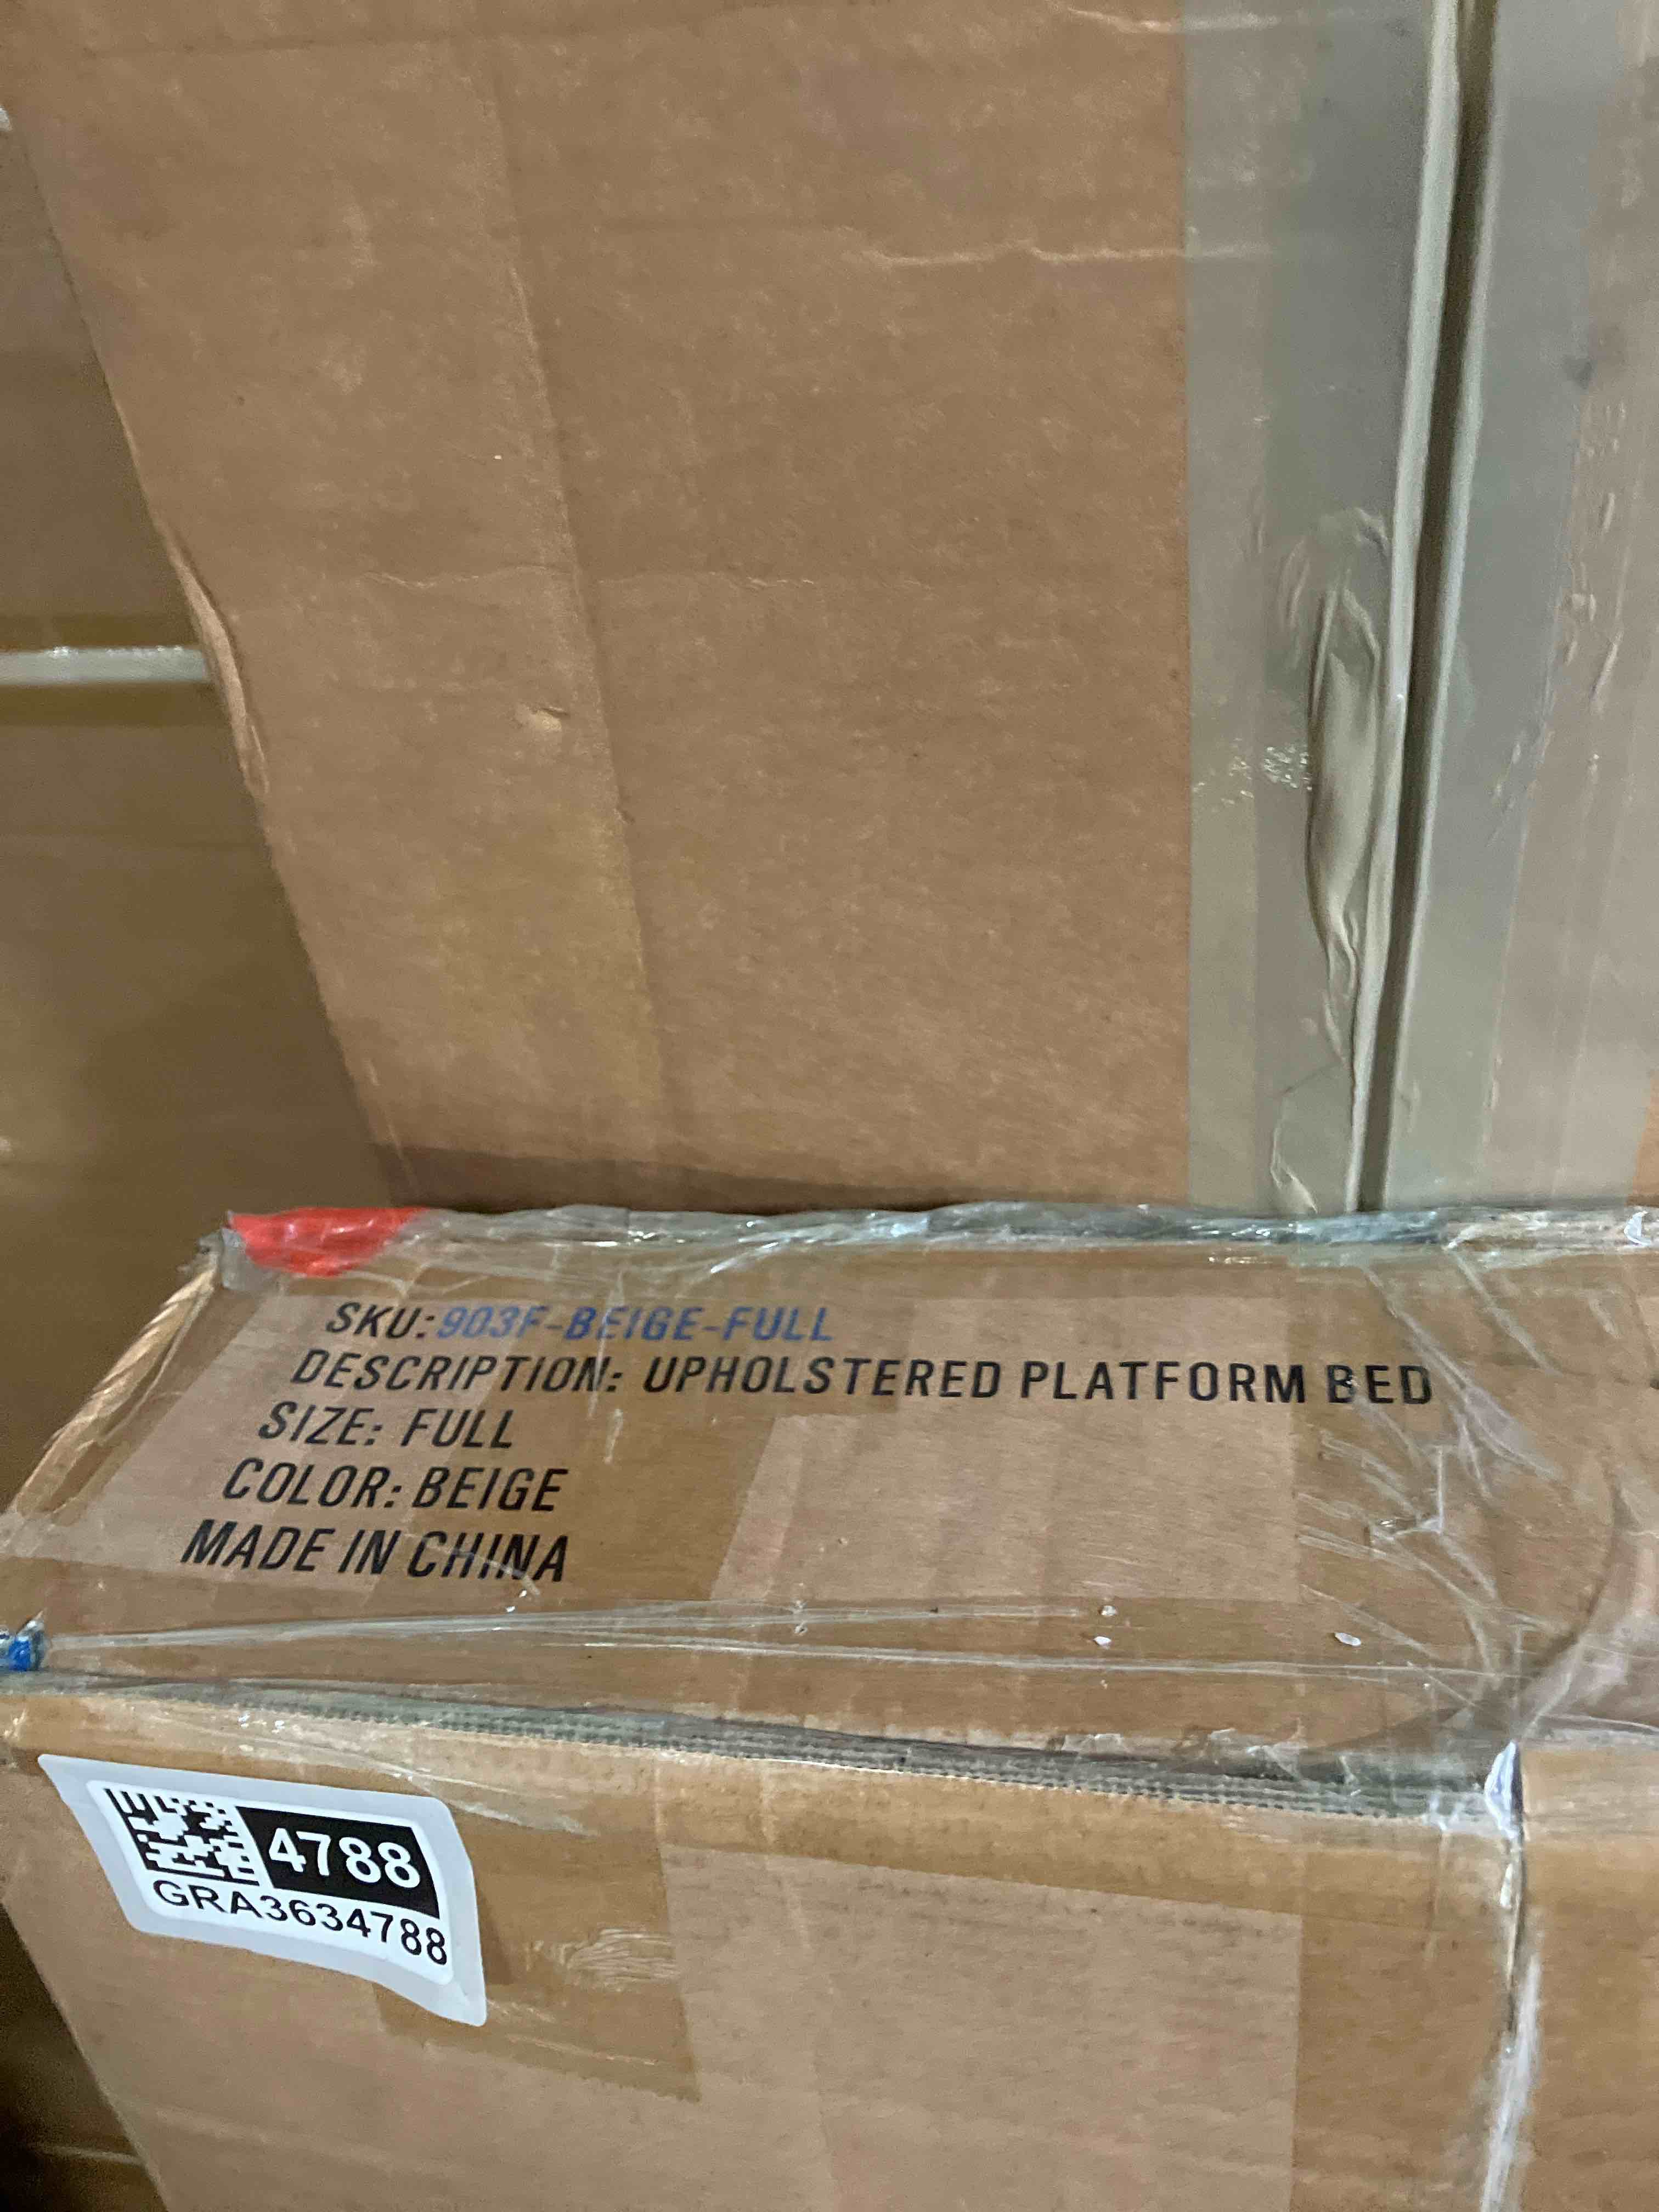 SKU:903F-BEIGE-FULL
DESCRIPTION: UPHOLSTERED PLATFORM BED
SIZE: FULL
COLOR: BEIGE
MADE IN CHINA
4788
GRA3634788